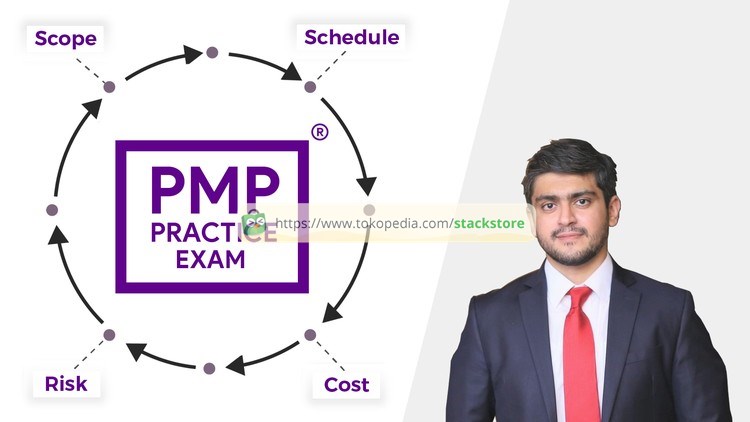 Scope
Schedule
®
PMP
PRACTICE
EXAM
https://www.tokopedia.com/stackstore
Risk
Cost